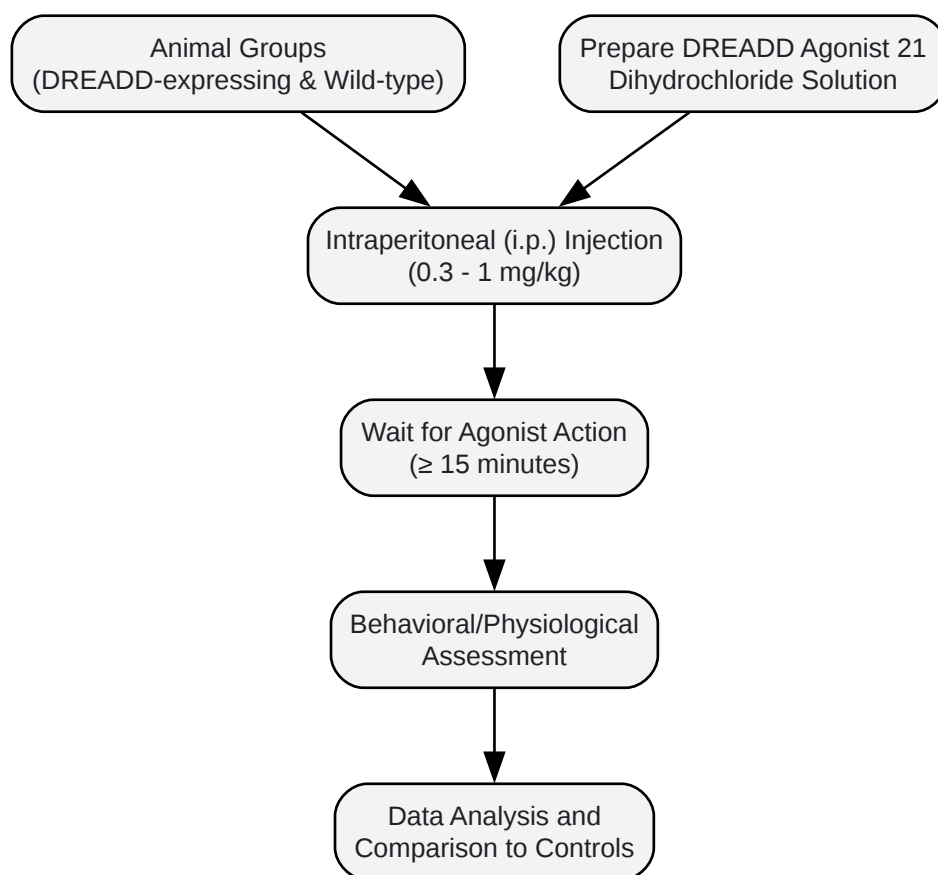 Animal Groups
(DREADD-expressing & Wild-type)
Prepare DREADD Agonist 21
Dihydrochloride Solution
Intraperitoneal (i.p.) Injection
(0.3 - 1 mg/kg)
Wait for Agonist Action
(≥ 15 minutes)
Behavioral/Physiological
Assessment
Data Analysis and
Comparison to Controls